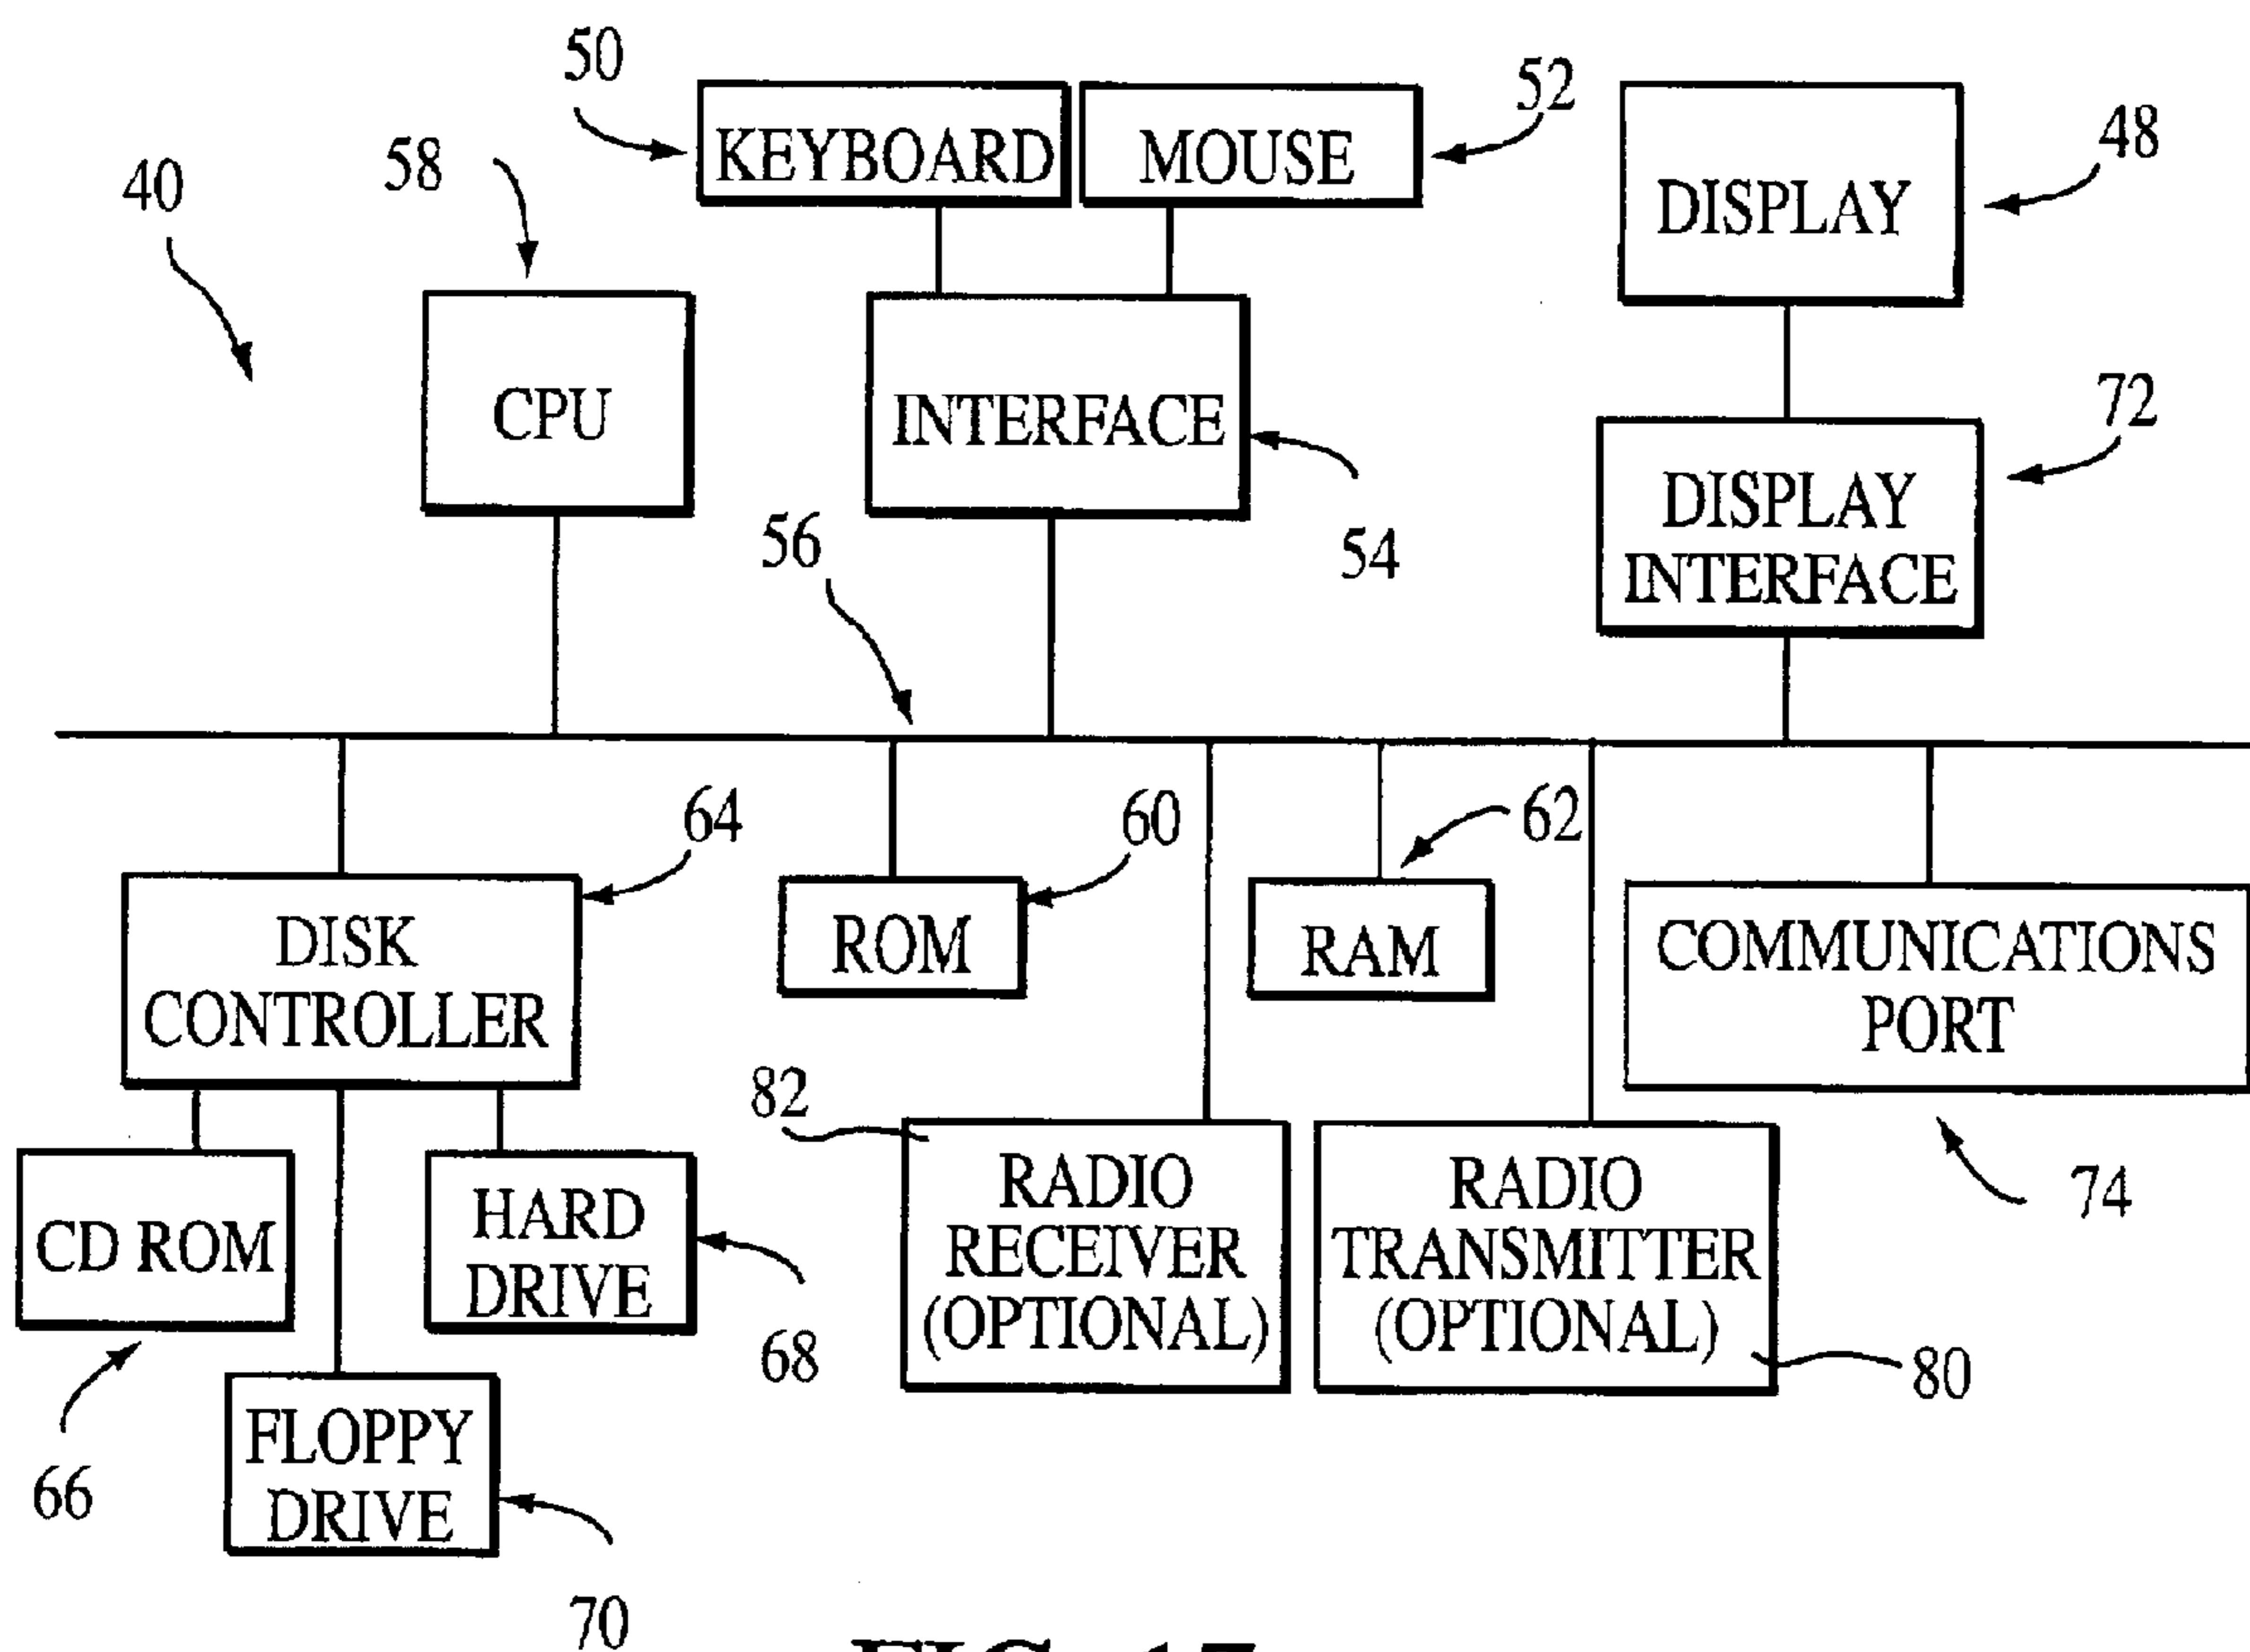 50
52
KEYBOARD
MOUSE
48
58
40
DISPLAY
CPU
INTERFACE
72
DISPLAY
INTERFACE
56
54
64
60
62
DISK
CONTROLLER
ROM
RAM
COMMUNICATIONS
PORT
82
74
CD ROM
HARD
DRIVE
RADIO
RECEIVER
(OPTIONAL)
RADIO
TRANSMITTER
(OPTIONAL)
68
80
66
FLOPPY
DRIVE
70